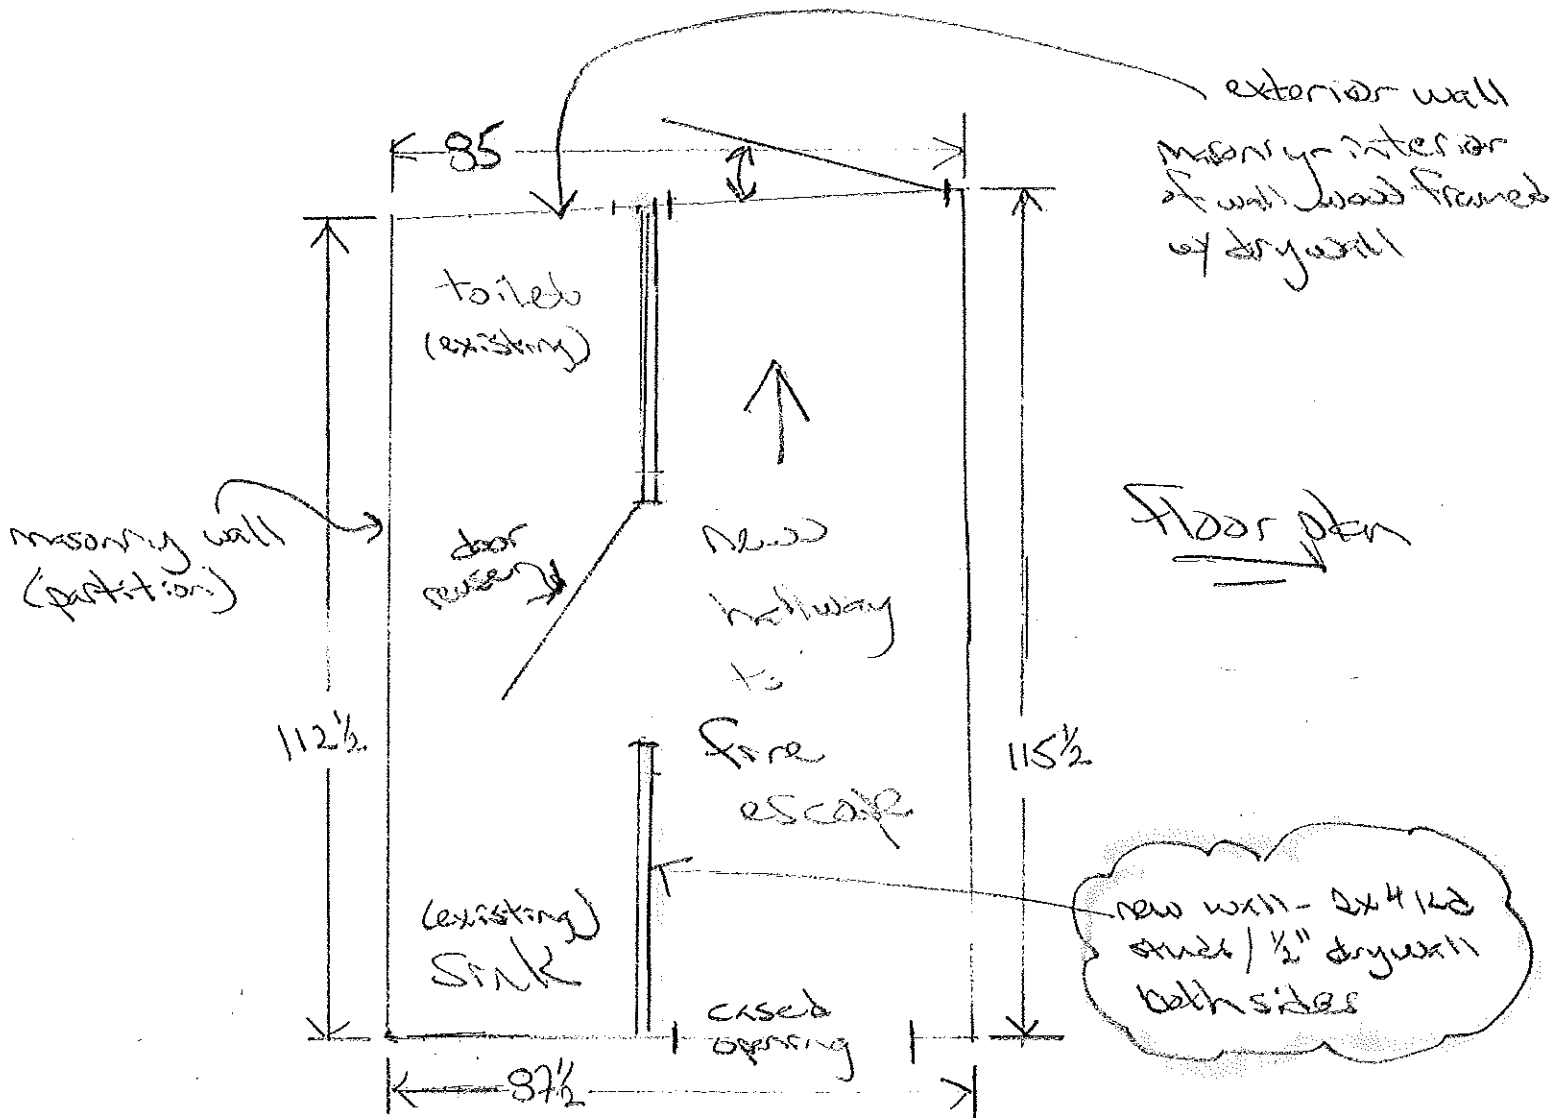 exterior wall
masonry-interior
of wall wood framed
w/ drywall
85
toilet
(existing)
masonry wall
(partition)
door
reuse
new
hallway
to
fire
escape
Floor plan
112½
115½
(existing)
sink
cased
opening
new wall - 2x4 kd
studs / ½" drywall
both sides
87½